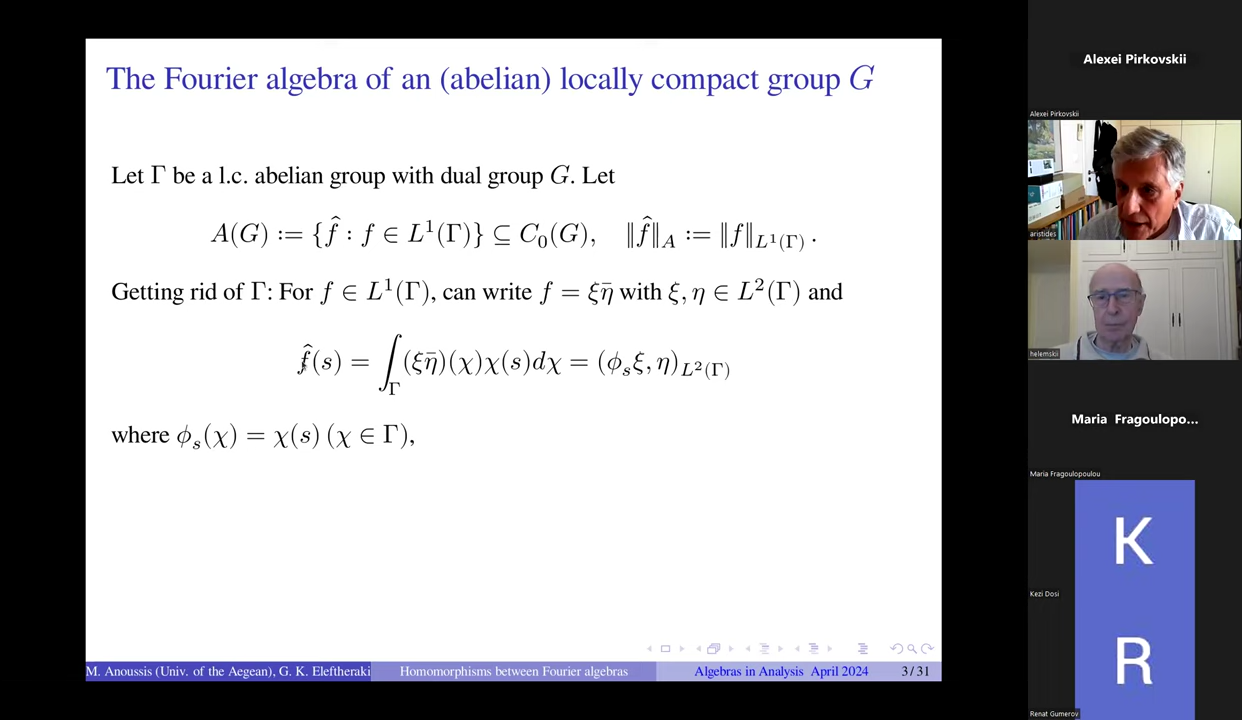 The Fourier algebra of an (abelian) locally compact group G
Let Γ be a l.c. abelian group with dual group G. Let
A(G) := {f̂ : f ∈ L¹(Γ)} ⊆ C₀(G), ‖f̂‖_A := ‖f‖_{L¹(Γ)} .
Getting rid of Γ: For f ∈ L¹(Γ), can write f = ξη̄ with ξ, η ∈ L²(Γ) and
f̂(s) = ∫_Γ (ξη̄)(χ)χ(s)dχ = (ϕ_sξ, η)_{L²(Γ)}
where ϕ_s(χ) = χ(s) (χ ∈ Γ),
M. Anoussis (Univ. of the Aegean), G. K. Eleftheraki
Homomorphisms between Fourier algebras
Algebras in Analysis April 2024
3 / 31
Alexei Pirkovskii
Alexei Pirkovskii
aristides
helemskii
Maria Fragoulopo...
Maria Fragoulopoulou
K
Kezi Dosi
R
Renat Gumerov